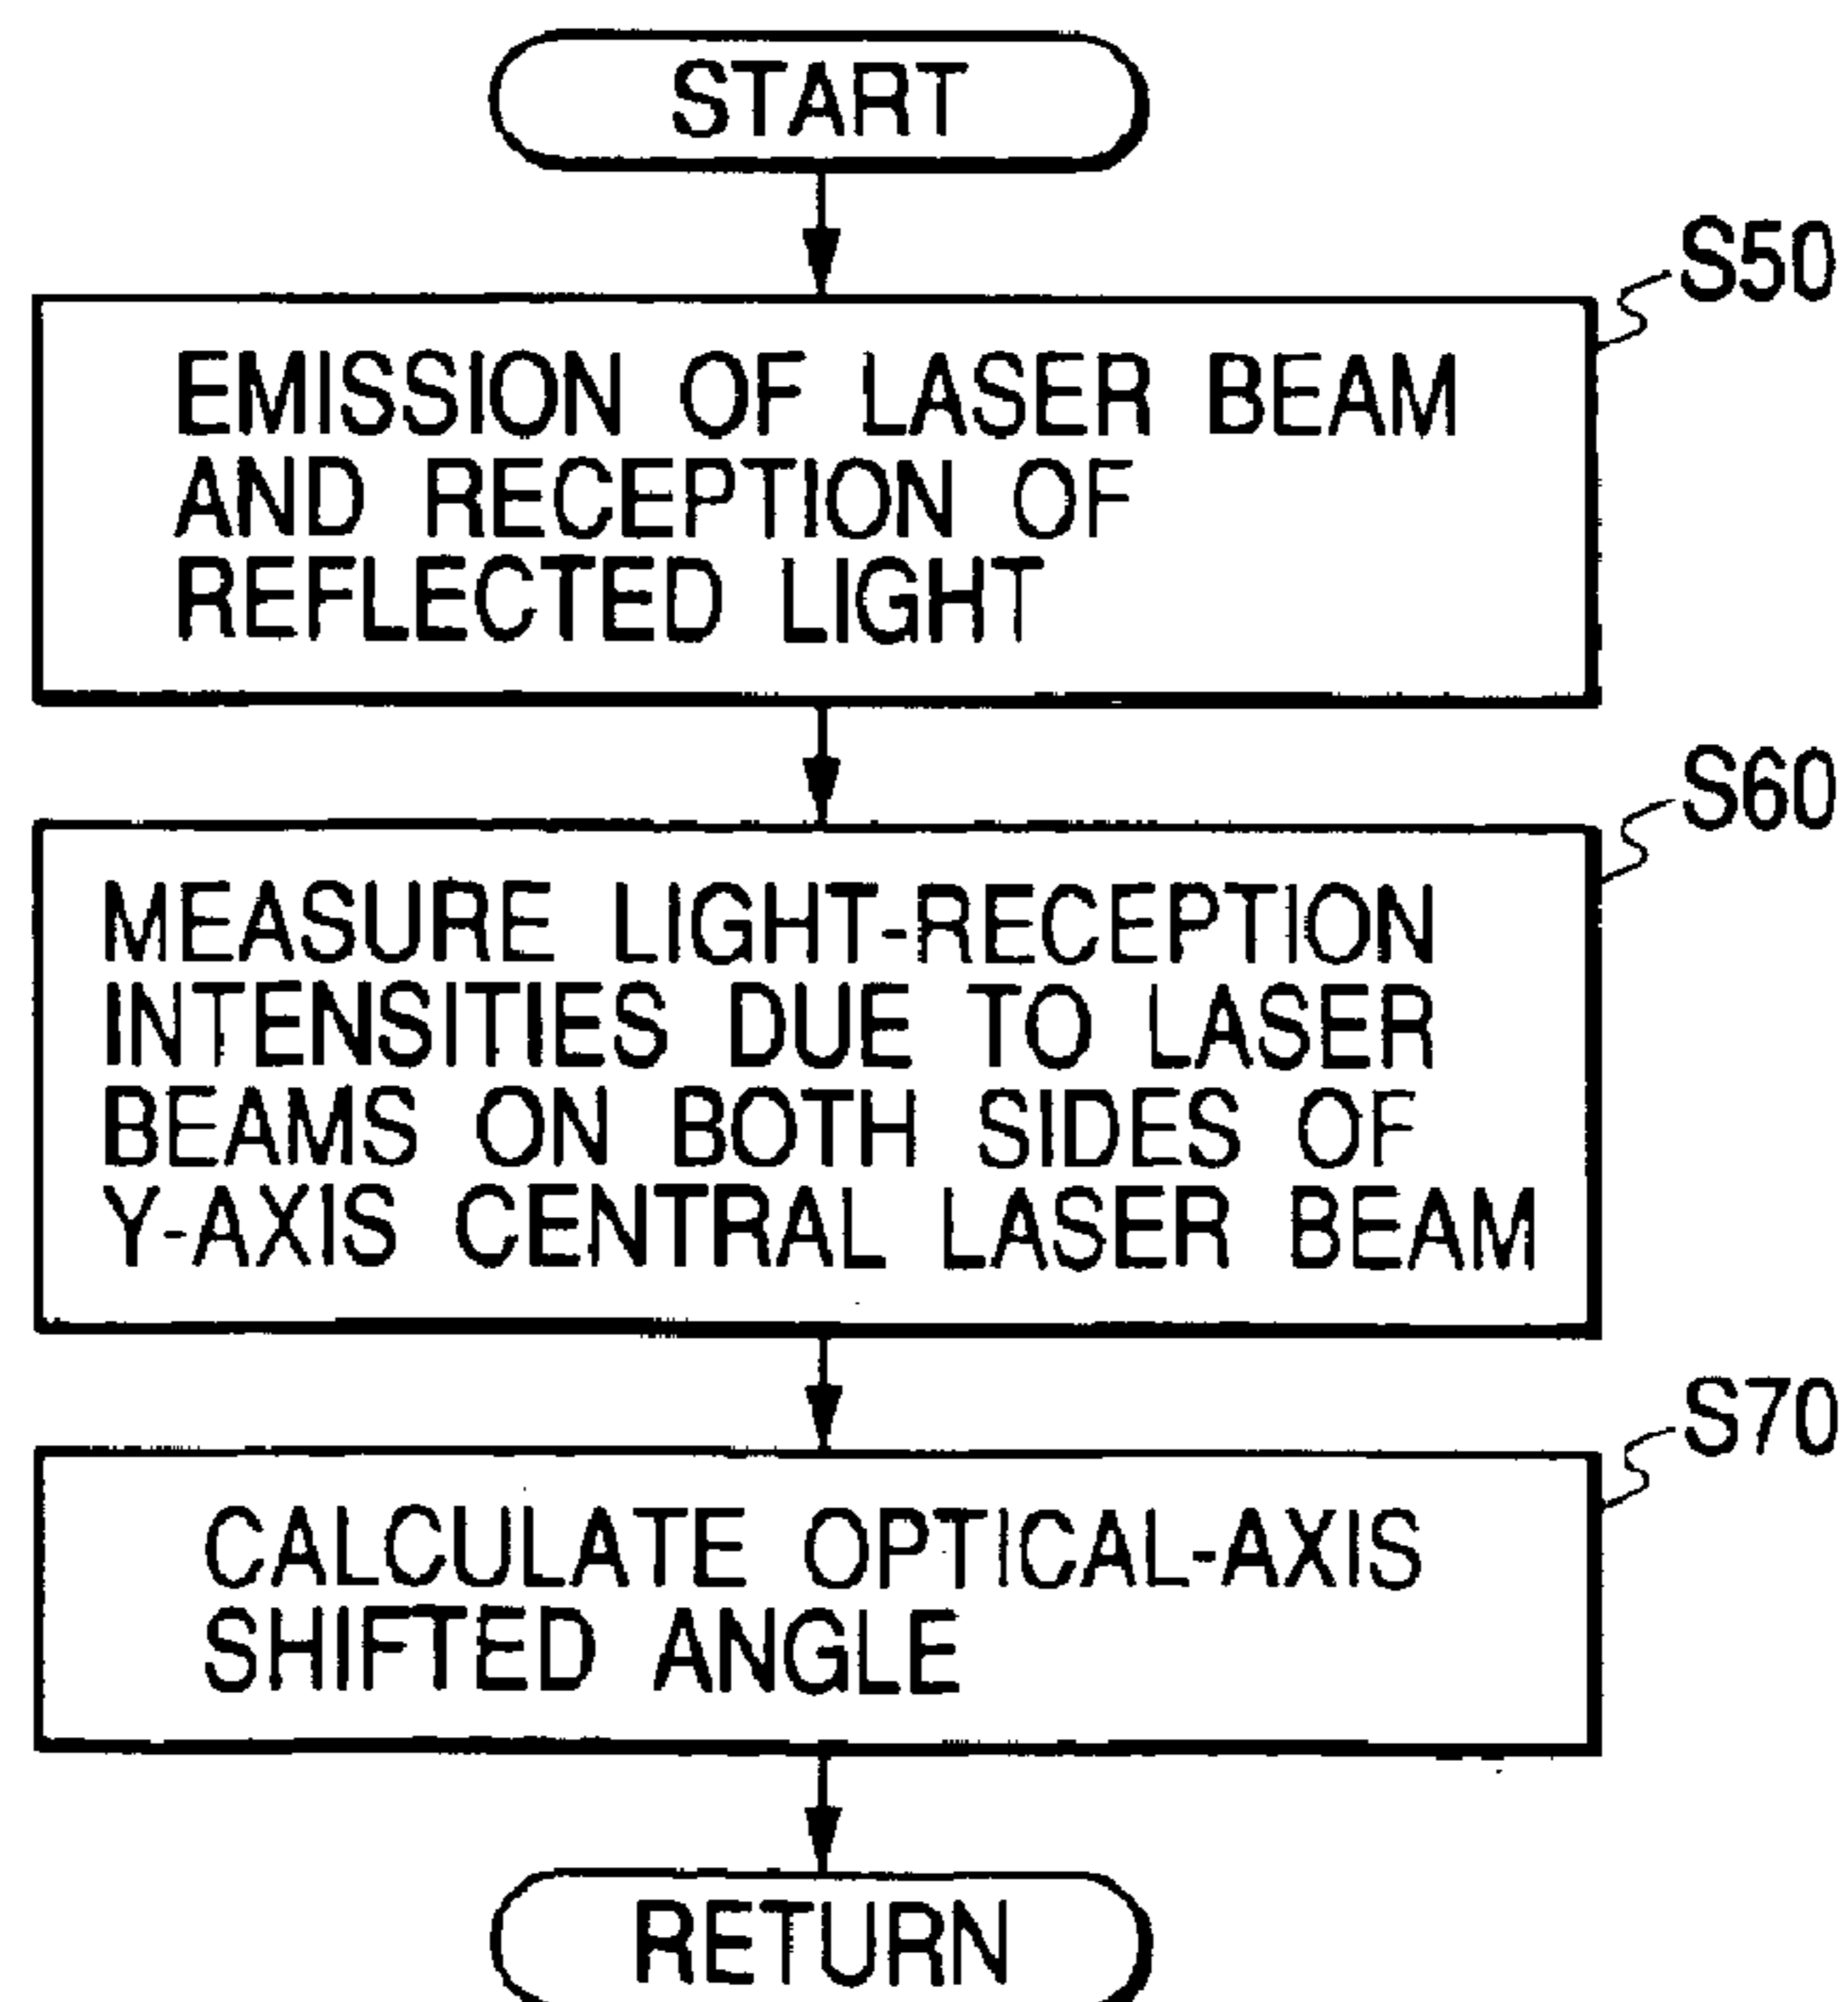 START
S50
EMISSION OF LASER BEAM
AND RECEPTION OF
REFLECTED LIGHT
S60
MEASURE LIGHT-RECEPTION
INTENSITIES DUE TO LASER
BEAMS ON BOTH SIDES OF
Y-AXIS CENTRAL LASER BEAM
S70
CALCULATE OPTICAL-AXIS
SHIFTED ANGLE
RETURN